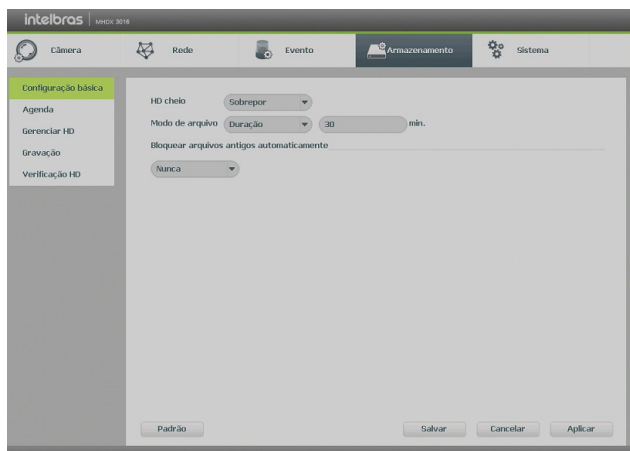 intelbras | MHDX 3016
Câmera Rede Evento Armazenamento Sistema
Configuração básica
Agenda
Gerenciar HD
Gravação
Verificação HD
HD cheio Sobrepor
Modo de arquivo Duração 30 min.
Bloquear arquivos antigos automaticamente
Nunca
Padrão Salvar Cancelar Aplicar